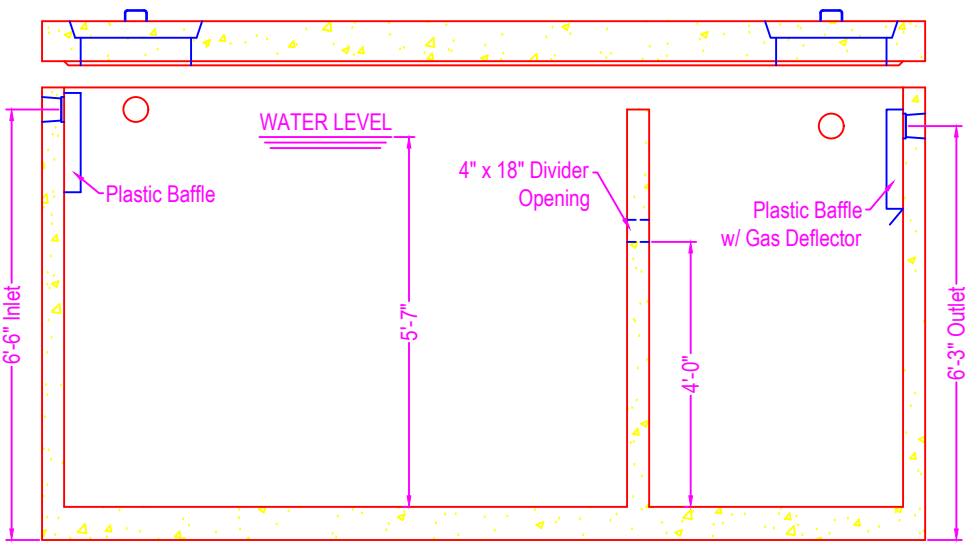 WATER LEVEL
Plastic Baffle
4" x 18" Divider
Opening
Plastic Baffle
w/ Gas Deflector
6'-6" Inlet
5'-7"
4'-0"
6'-3" Outlet